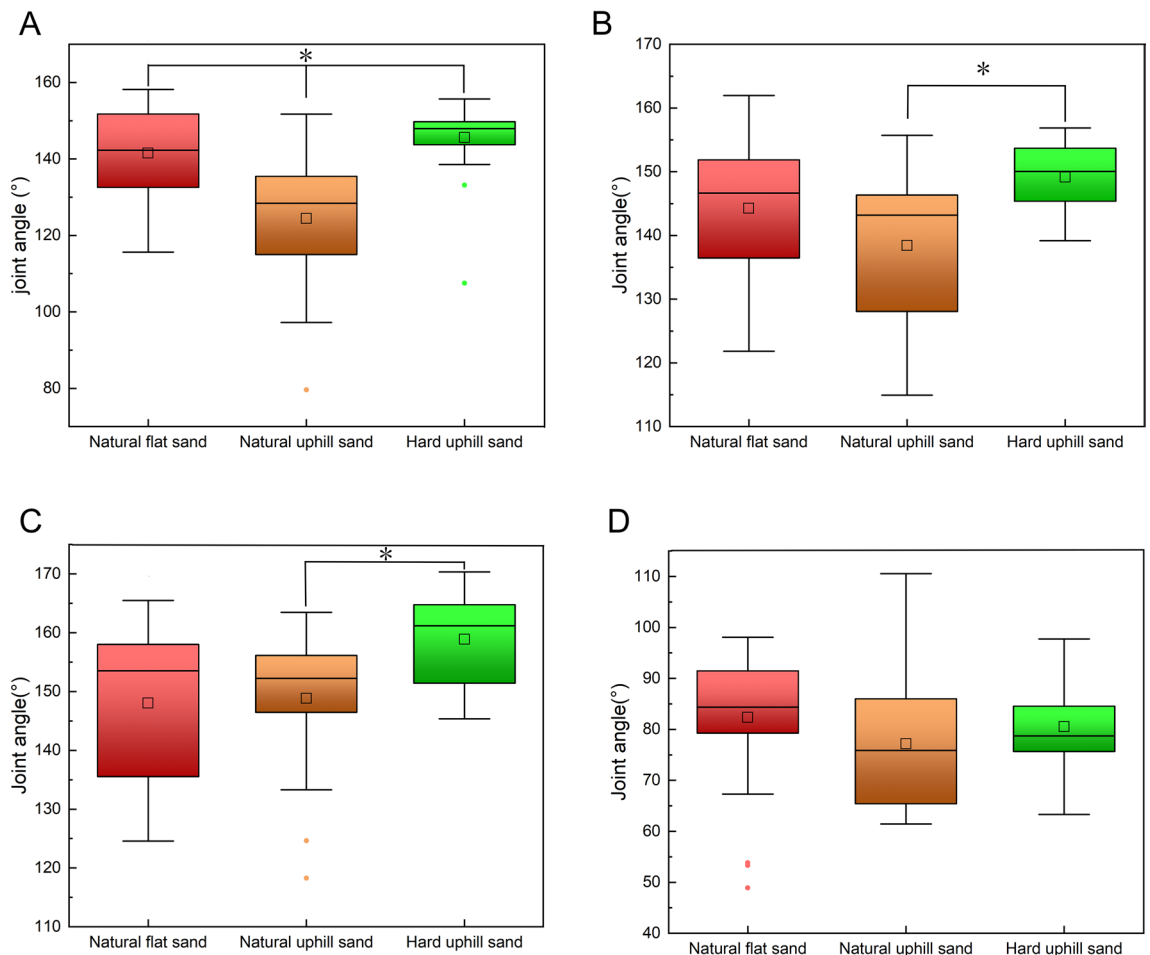 A
joint angle (°)
160
140
120
100
80
*
Natural flat sand
Natural uphill sand
Hard uphill sand
B
Joint angle(°)
170
160
150
140
130
120
110
*
Natural flat sand
Natural uphill sand
Hard uphill sand
C
Joint angle(°)
170
160
150
140
130
120
110
*
Natural flat sand
Natural uphill sand
Hard uphill sand
D
Joint angle(°)
110
100
90
80
70
60
50
40
Natural flat sand
Natural uphill sand
Hard uphill sand